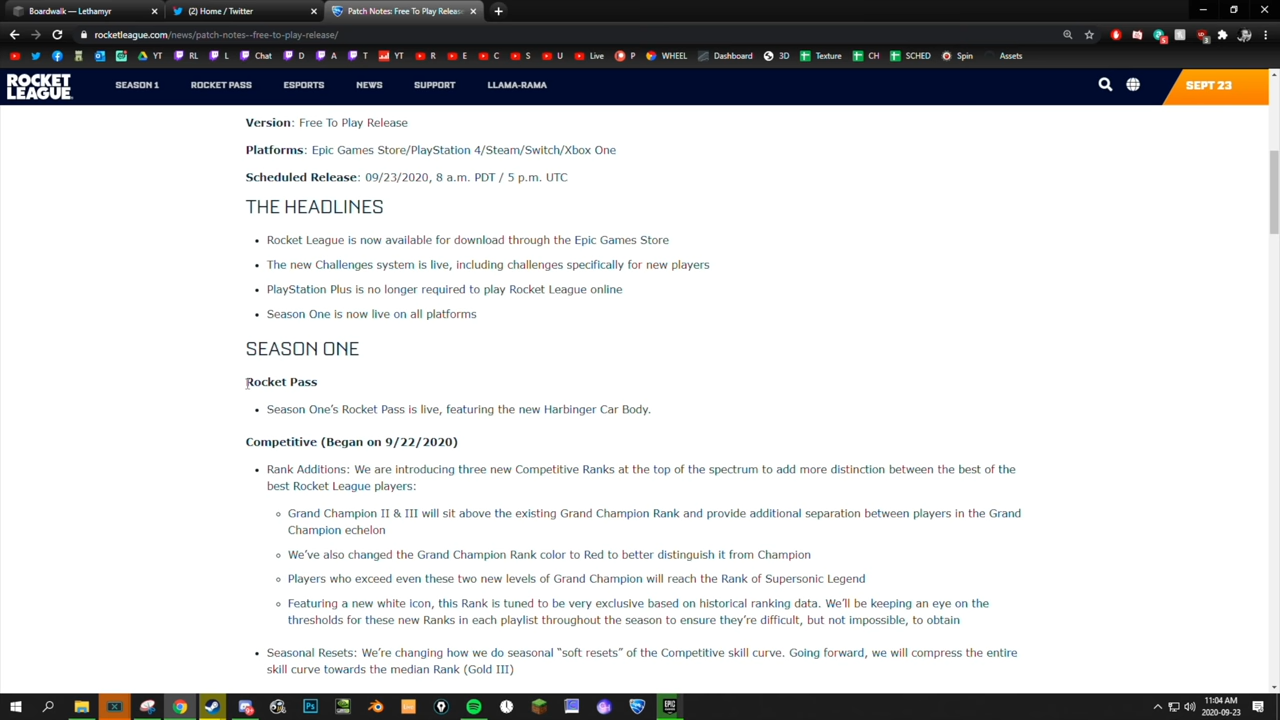 Boardwalk — Lethamyr
(2) Home / Twitter
Patch Notes: Free To Play Release
rocketleague.com/news/patch-notes--free-to-play-release/
YT RL L Chat D A T YT R E C S U Live P WHEEL Dashboard 3D Texture CH SCHED Spin Assets
ROCKET LEAGUE
SEASON 1 ROCKET PASS ESPORTS NEWS SUPPORT LLAMA-RAMA
SEPT 23
Version: Free To Play Release
Platforms: Epic Games Store/PlayStation 4/Steam/Switch/Xbox One
Scheduled Release: 09/23/2020, 8 a.m. PDT / 5 p.m. UTC
THE HEADLINES
• Rocket League is now available for download through the Epic Games Store
• The new Challenges system is live, including challenges specifically for new players
• PlayStation Plus is no longer required to play Rocket League online
• Season One is now live on all platforms
SEASON ONE
Rocket Pass
• Season One’s Rocket Pass is live, featuring the new Harbinger Car Body.
Competitive (Began on 9/22/2020)
• Rank Additions: We are introducing three new Competitive Ranks at the top of the spectrum to add more distinction between the best of the
best Rocket League players:
◦ Grand Champion II & III will sit above the existing Grand Champion Rank and provide additional separation between players in the Grand
Champion echelon
◦ We’ve also changed the Grand Champion Rank color to Red to better distinguish it from Champion
◦ Players who exceed even these two new levels of Grand Champion will reach the Rank of Supersonic Legend
◦ Featuring a new white icon, this Rank is tuned to be very exclusive based on historical ranking data. We’ll be keeping an eye on the
thresholds for these new Ranks in each playlist throughout the season to ensure they’re difficult, but not impossible, to obtain
• Seasonal Resets: We’re changing how we do seasonal “soft resets” of the Competitive skill curve. Going forward, we will compress the entire
skill curve towards the median Rank (Gold III)
11:04 AM
2020-09-23